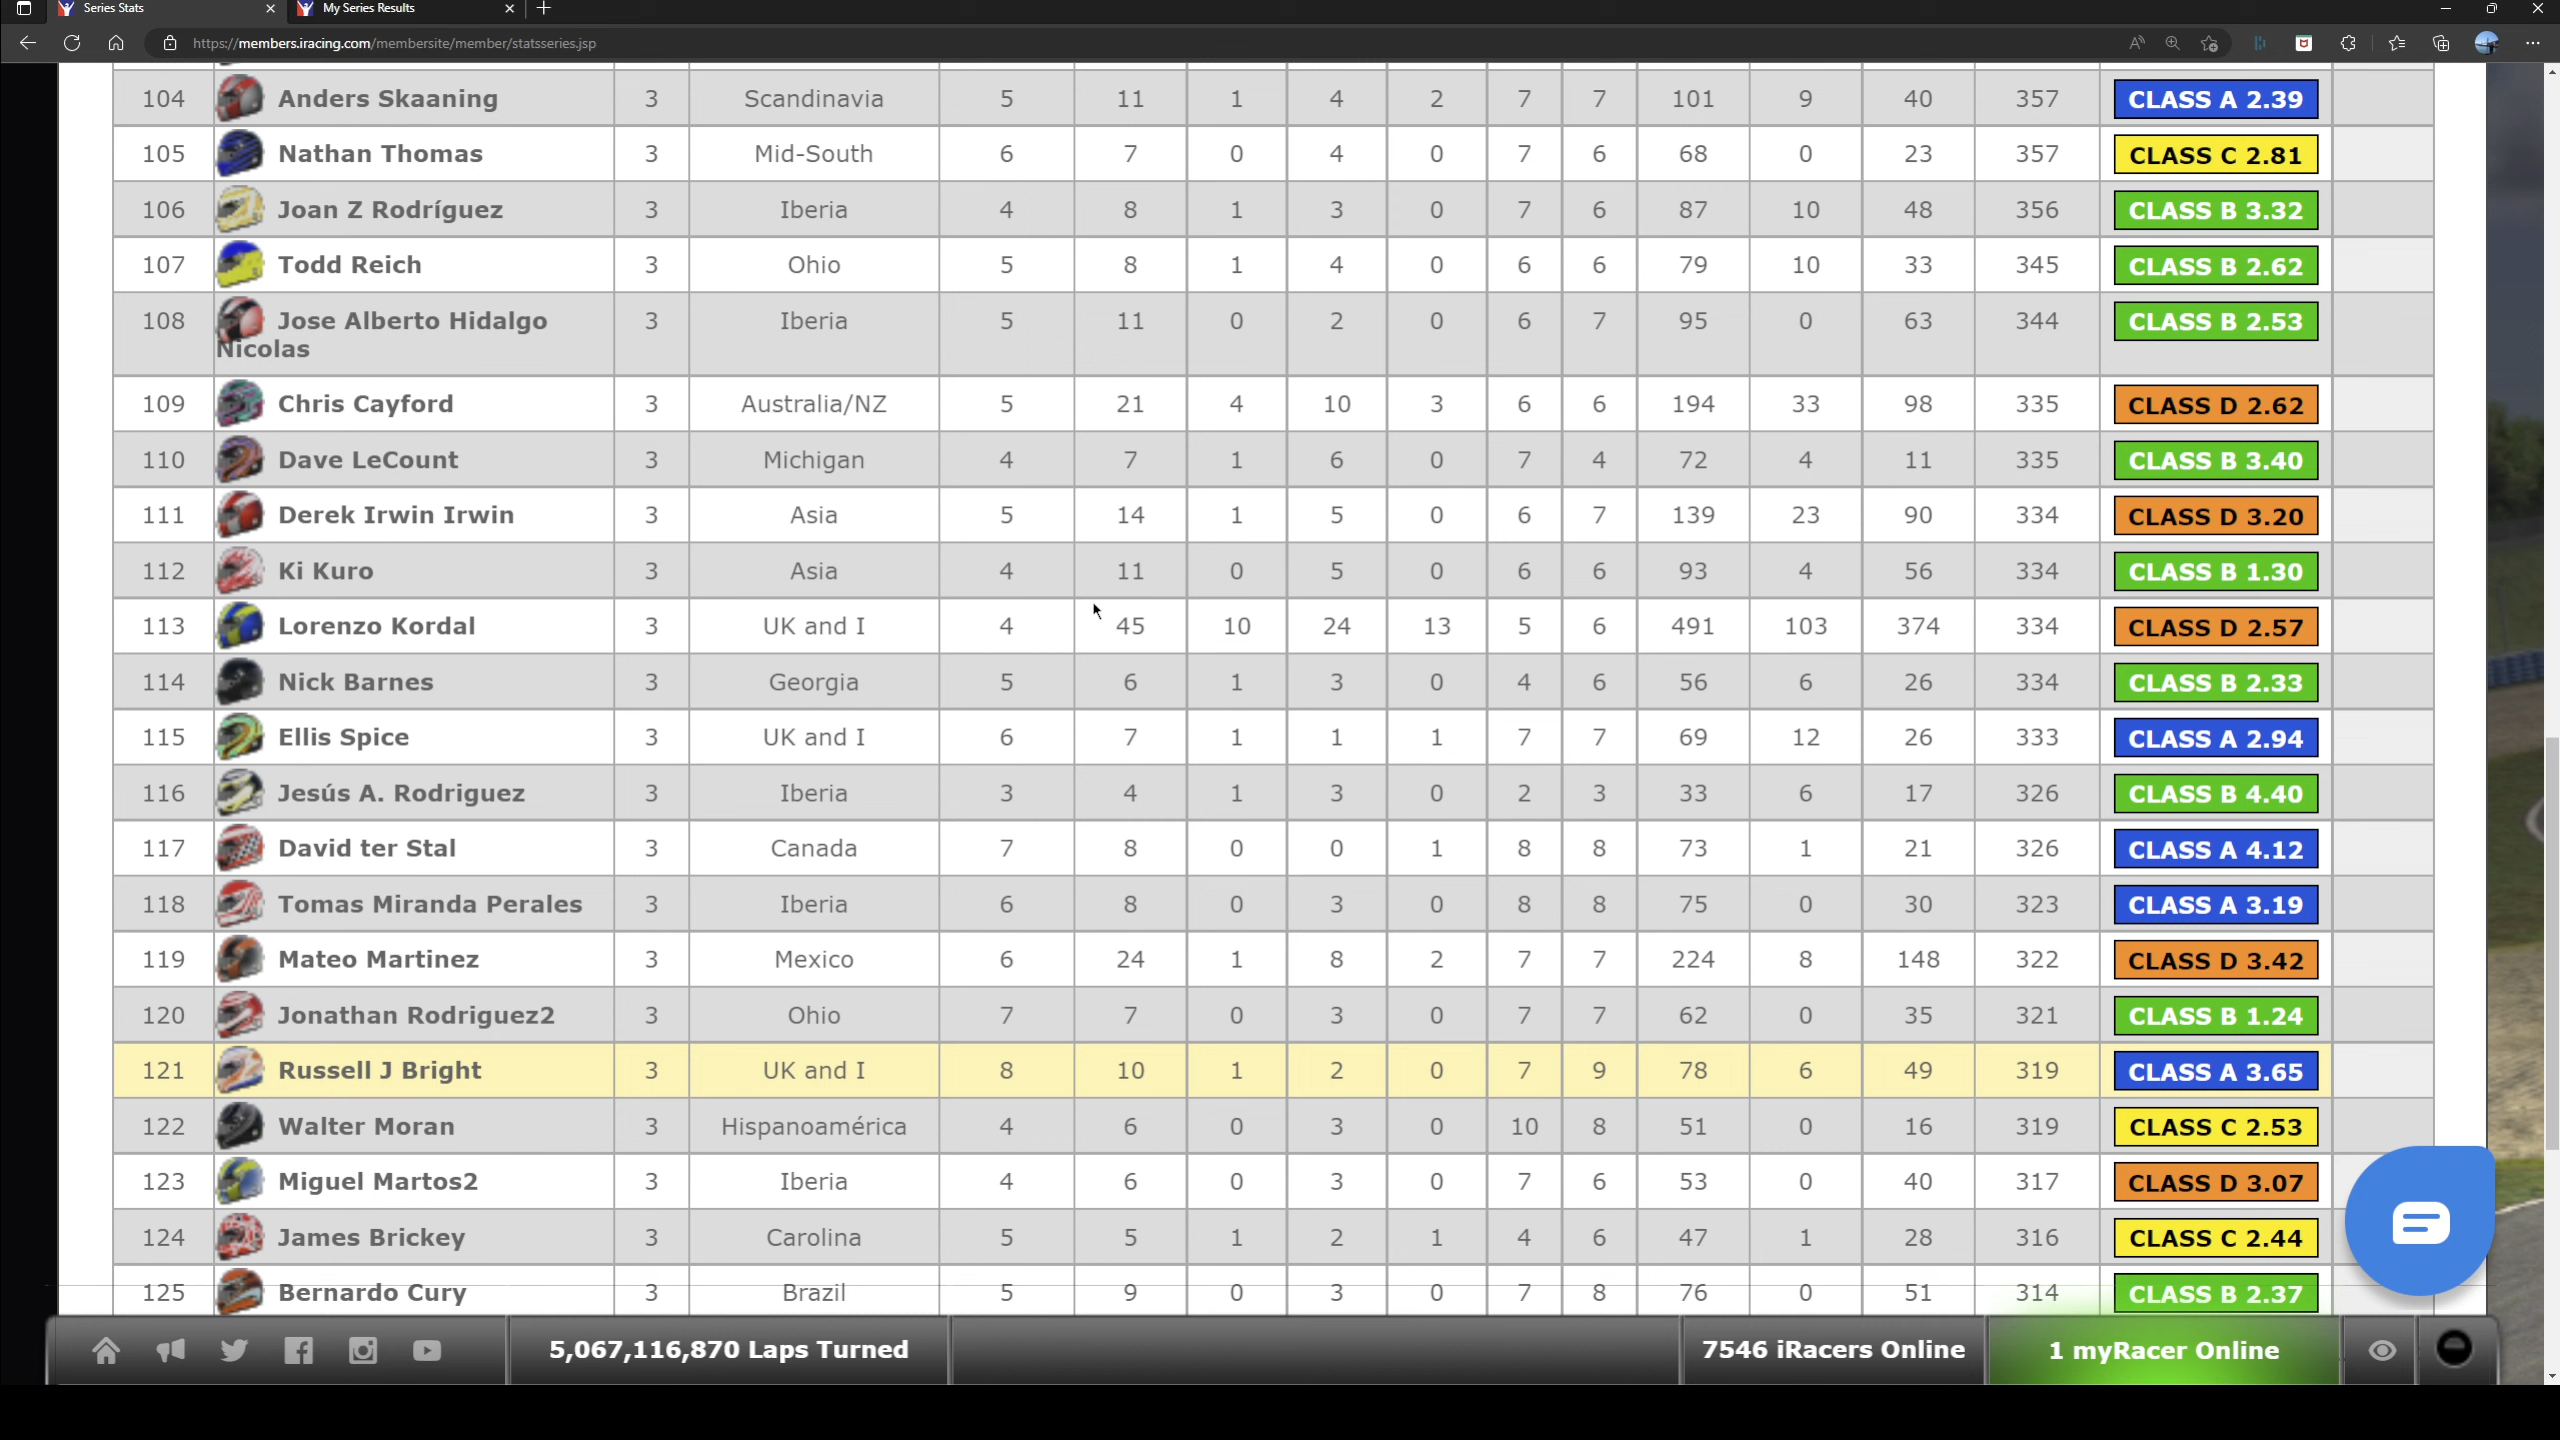 Series Stats My Series Results
https://members.iracing.com/membersite/member/statsseries.jsp
104 Anders Skaaning 3 Scandinavia 5 11 1 4 2 7 7 101 9 40 357 CLASS A 2.39
105 Nathan Thomas 3 Mid-South 6 7 0 4 0 7 6 68 0 23 357 CLASS C 2.81
106 Joan Z Rodríguez 3 Iberia 4 8 1 3 0 7 6 87 10 48 356 CLASS B 3.32
107 Todd Reich 3 Ohio 5 8 1 4 0 6 6 79 10 33 345 CLASS B 2.62
108 Jose Alberto Hidalgo 3 Iberia 5 11 0 2 0 6 7 95 0 63 344 CLASS B 2.53
Nicolas
109 Chris Cayford 3 Australia/NZ 5 21 4 10 3 6 6 194 33 98 335 CLASS D 2.62
110 Dave LeCount 3 Michigan 4 7 1 6 0 7 4 72 4 11 335 CLASS B 3.40
111 Derek Irwin Irwin 3 Asia 5 14 1 5 0 6 7 139 23 90 334 CLASS D 3.20
112 Ki Kuro 3 Asia 4 11 0 5 0 6 6 93 4 56 334 CLASS B 1.30
113 Lorenzo Kordal 3 UK and I 4 45 10 24 13 5 6 491 103 374 334 CLASS D 2.57
114 Nick Barnes 3 Georgia 5 6 1 3 0 4 6 56 6 26 334 CLASS B 2.33
115 Ellis Spice 3 UK and I 6 7 1 1 1 7 7 69 12 26 333 CLASS A 2.94
116 Jesús A. Rodriguez 3 Iberia 3 4 1 3 0 2 3 33 6 17 326 CLASS B 4.40
117 David ter Stal 3 Canada 7 8 0 0 1 8 8 73 1 21 326 CLASS A 4.12
118 Tomas Miranda Perales 3 Iberia 6 8 0 3 0 8 8 75 0 30 323 CLASS A 3.19
119 Mateo Martinez 3 Mexico 6 24 1 8 2 7 7 224 8 148 322 CLASS D 3.42
120 Jonathan Rodriguez2 3 Ohio 7 7 0 3 0 7 7 62 0 35 321 CLASS B 1.24
121 Russell J Bright 3 UK and I 8 10 1 2 0 7 9 78 6 49 319 CLASS A 3.65
122 Walter Moran 3 Hispanoamérica 4 6 0 3 0 10 8 51 0 16 319 CLASS C 2.53
123 Miguel Martos2 3 Iberia 4 6 0 3 0 7 6 53 0 40 317 CLASS D 3.07
124 James Brickey 3 Carolina 5 5 1 2 1 4 6 47 1 28 316 CLASS C 2.44
125 Bernardo Cury 3 Brazil 5 9 0 3 0 7 8 76 0 51 314 CLASS B 2.37
5,067,116,870 Laps Turned 7546 iRacers Online 1 myRacer Online